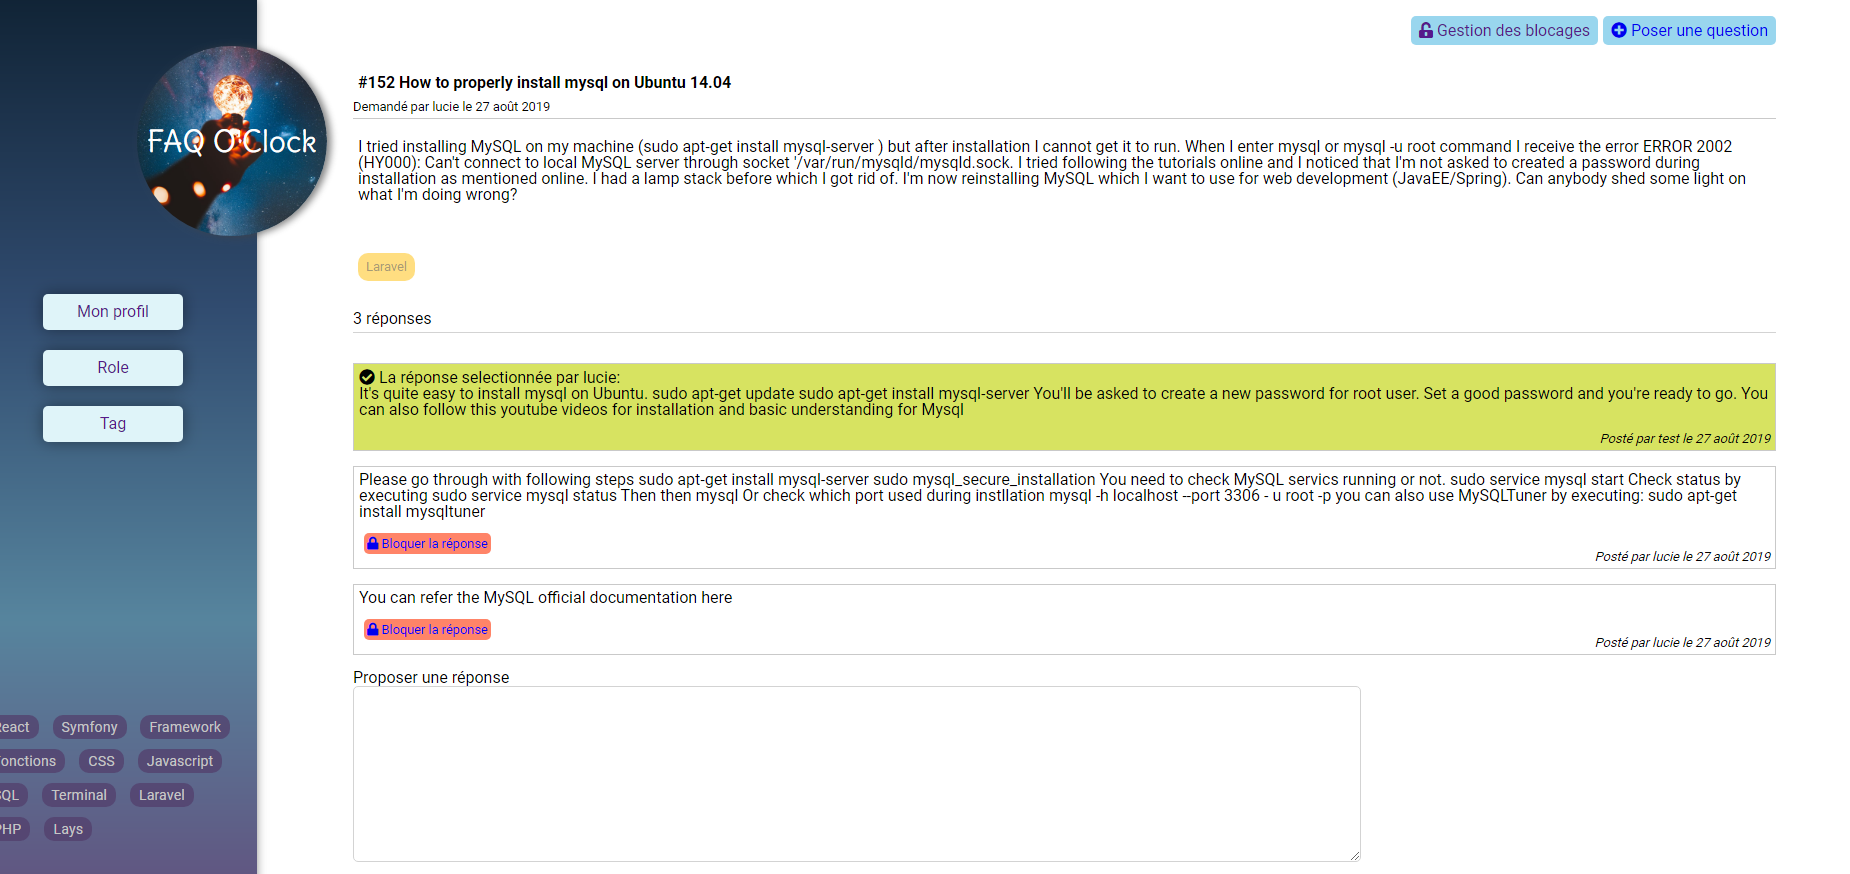 Gestion des blocages
Poser une question
FAQ O'Clock
Mon profil
Role
Tag
React Symfony Framework
onctions CSS Javascript
SQL Terminal Laravel
PHP Lays
#152 How to properly install mysql on Ubuntu 14.04
Demandé par lucie le 27 août 2019
I tried installing MySQL on my machine (sudo apt-get install mysql-server ) but after installation I cannot get it to run. When I enter mysql or mysql -u root command I receive the error ERROR 2002
(HY000): Can't connect to local MySQL server through socket '/var/run/mysqld/mysqld.sock. I tried following the tutorials online and I noticed that I'm not asked to created a password during
installation as mentioned online. I had a lamp stack before which I got rid of. I'm now reinstalling MySQL which I want to use for web development (JavaEE/Spring). Can anybody shed some light on
what I'm doing wrong?
Laravel
3 réponses
La réponse selectionnée par lucie:
It's quite easy to install mysql on Ubuntu. sudo apt-get update sudo apt-get install mysql-server You'll be asked to create a new password for root user. Set a good password and you're ready to go. You
can also follow this youtube videos for installation and basic understanding for Mysql
Posté par test le 27 août 2019
Please go through with following steps sudo apt-get install mysql-server sudo mysql_secure_installation You need to check MySQL servics running or not. sudo service mysql start Check status by
executing sudo service mysql status Then then mysql Or check which port used during instllation mysql -h localhost --port 3306 - u root -p you can also use MySQLTuner by executing: sudo apt-get
install mysqltuner
Bloquer la réponse
Posté par lucie le 27 août 2019
You can refer the MySQL official documentation here
Bloquer la réponse
Posté par lucie le 27 août 2019
Proposer une réponse